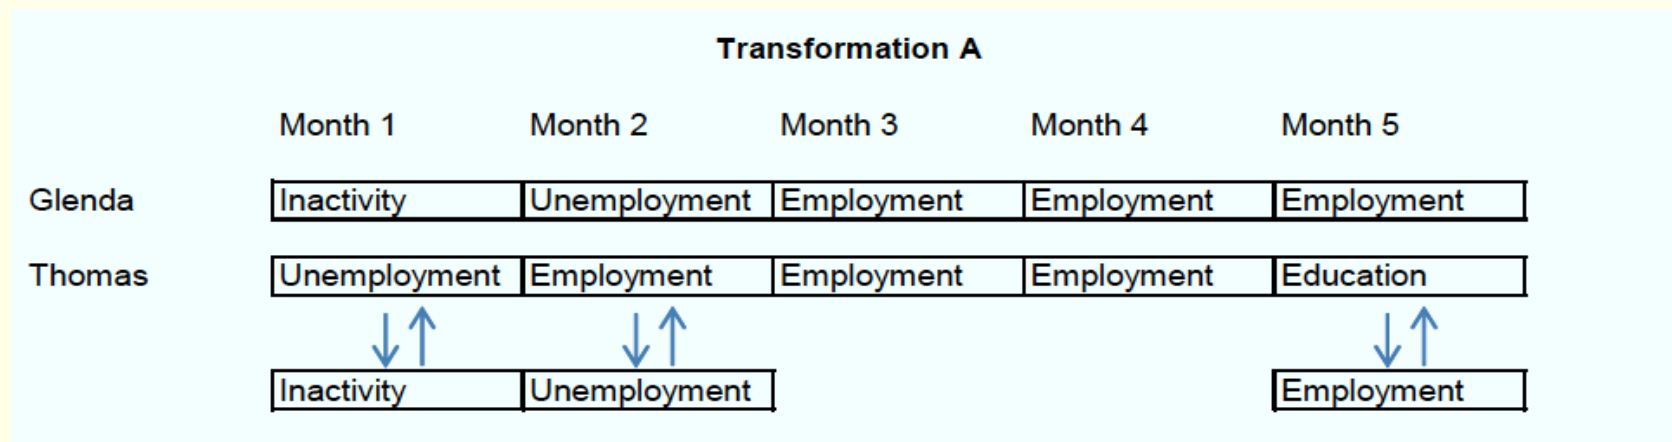 Transformation A
Month 1 Month 2 Month 3 Month 4 Month 5
Glenda Inactivity Unemployment Employment Employment Employment
Thomas Unemployment Employment Employment Employment Education
Inactivity Unemployment Employment